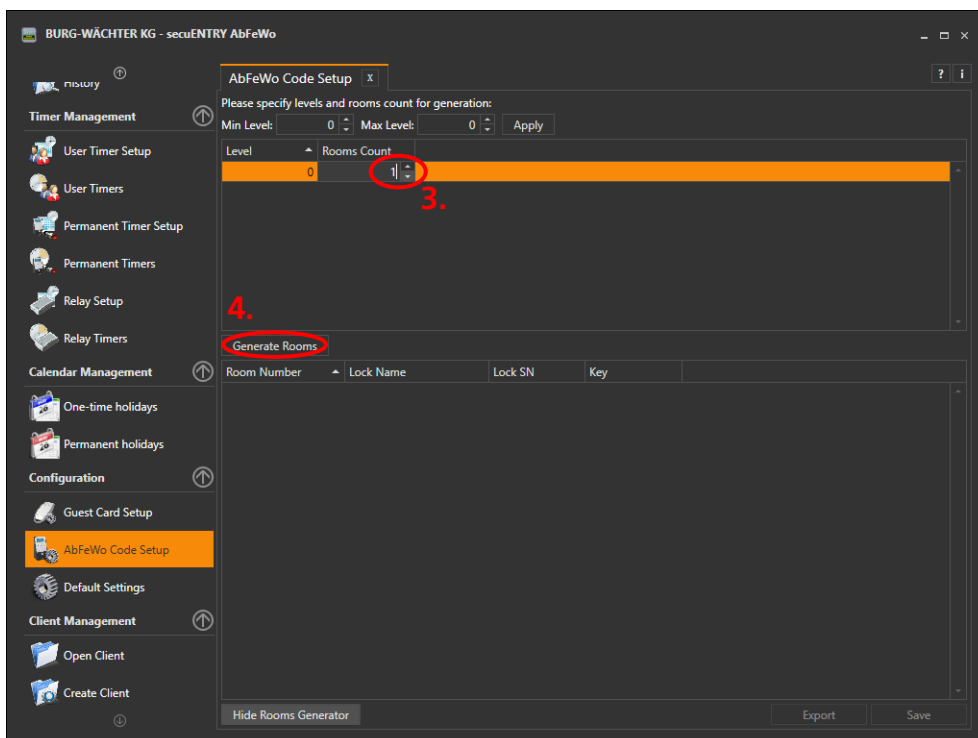 BURG-WÄCHTER KG - secuENTRY AbFeWo
History
Timer Management
User Timer Setup
User Timers
Permanent Timer Setup
Permanent Timers
Relay Setup
Relay Timers
Calendar Management
One-time holidays
Permanent holidays
Configuration
Guest Card Setup
AbFeWo Code Setup
Default Settings
Client Management
Open Client
Create Client
AbFeWo Code Setup x
? i
Please specify levels and rooms count for generation:
Min Level: 0 Max Level: 0 Apply
Level Rooms Count
0 1
3.
4.
Generate Rooms
Room Number Lock Name Lock SN Key
Hide Rooms Generator Export Save